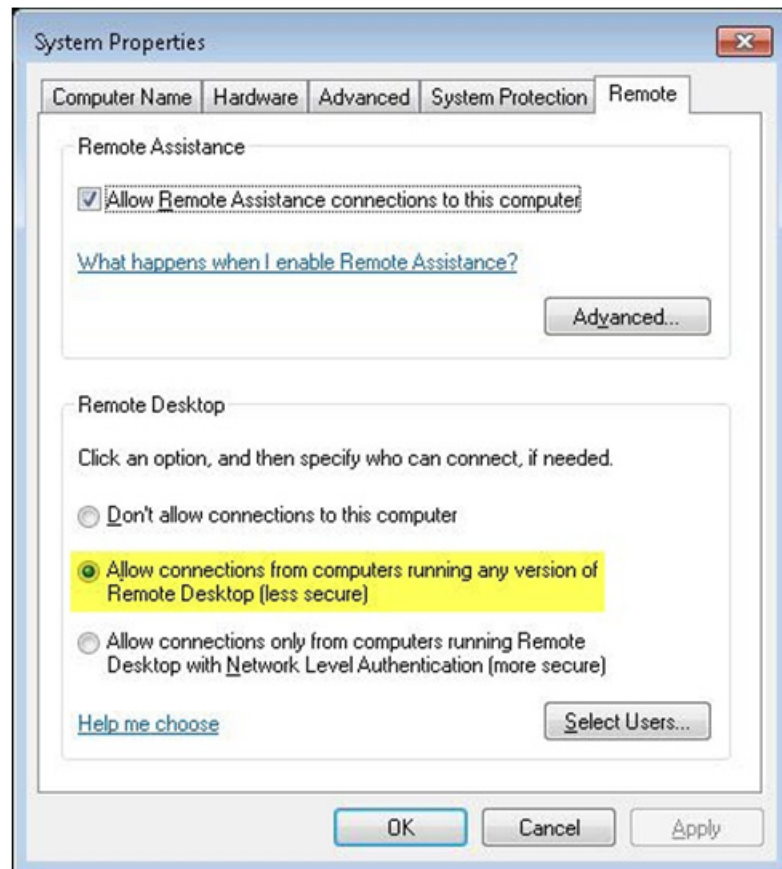 System Properties
Computer Name Hardware Advanced System Protection Remote
Remote Assistance
Allow Remote Assistance connections to this computer
What happens when I enable Remote Assistance?
Advanced...
Remote Desktop
Click an option, and then specify who can connect, if needed.
Don't allow connections to this computer
Allow connections from computers running any version of
Remote Desktop (less secure)
Allow connections only from computers running Remote
Desktop with Network Level Authentication (more secure)
Help me choose
Select Users...
OK Cancel Apply